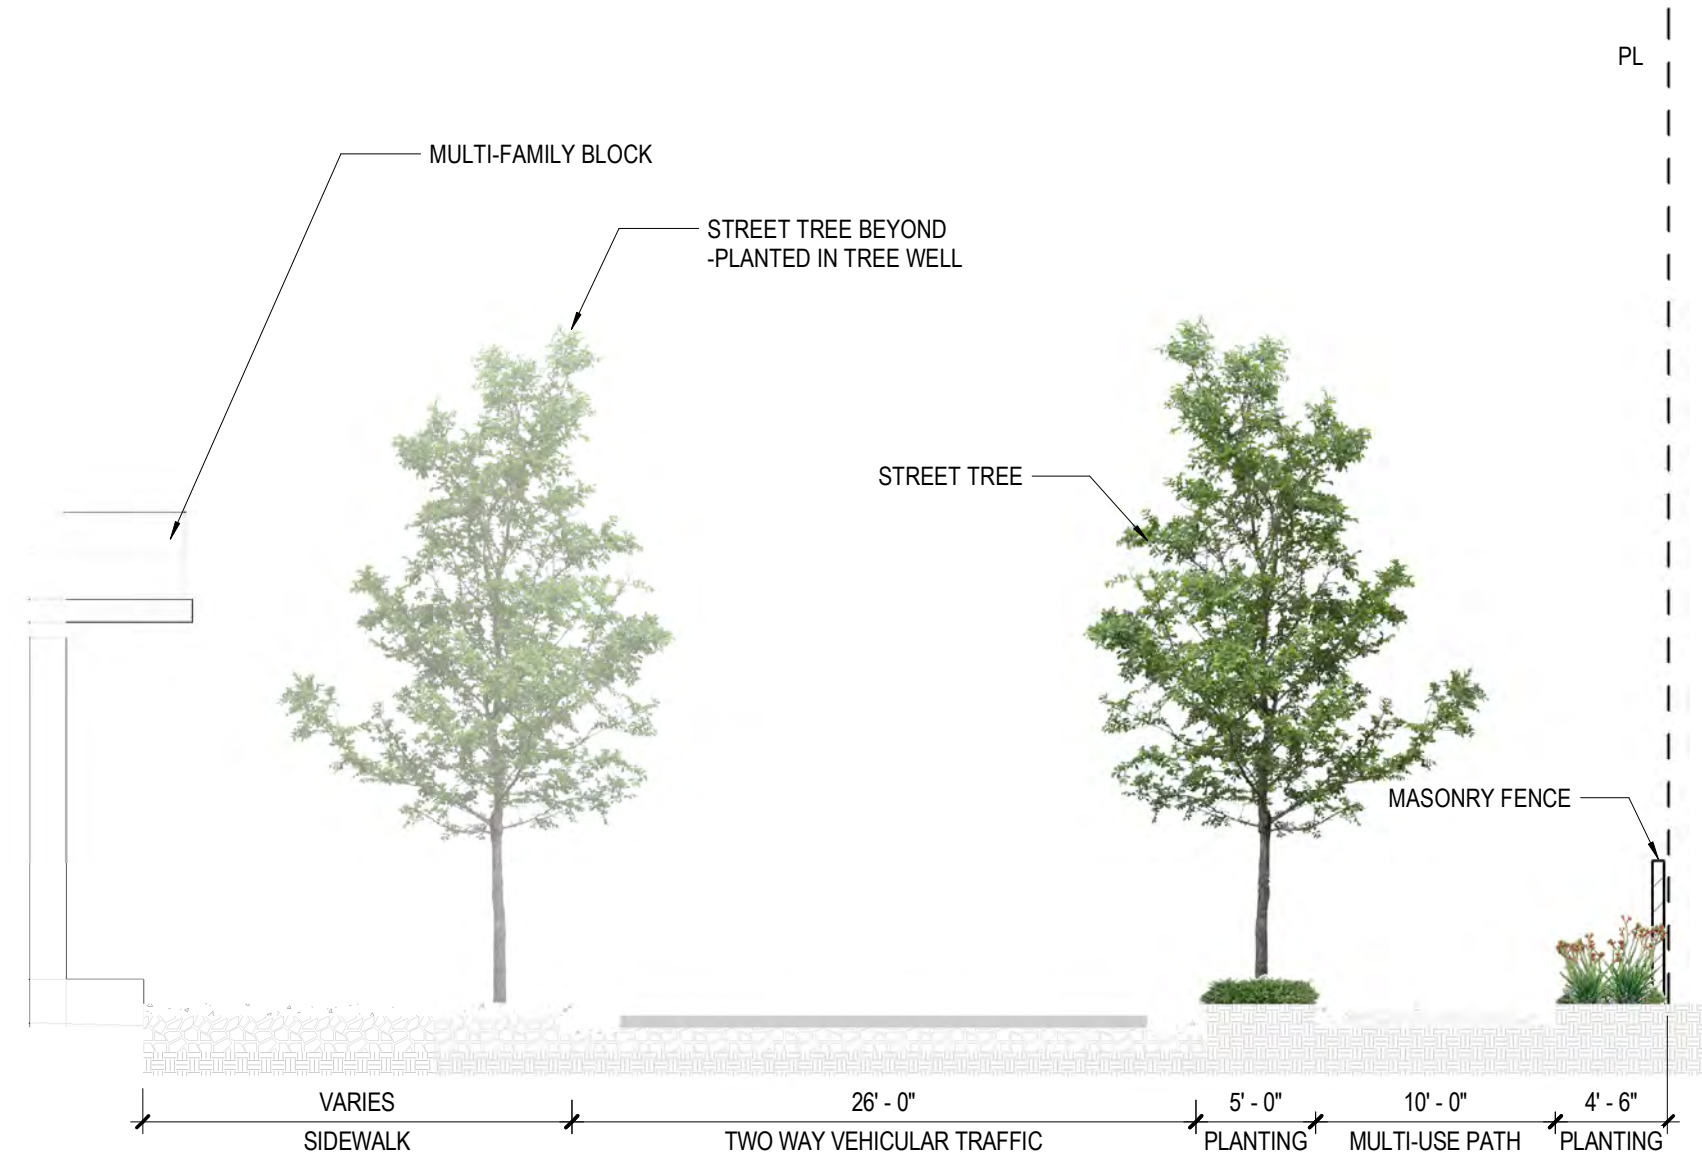 PL
MULTI-FAMILY BLOCK
STREET TREE BEYOND
-PLANTED IN TREE WELL
STREET TREE
MASONRY FENCE
VARIES
26' - 0"
5' - 0"
10' - 0"
4' - 6"
SIDEWALK
TWO WAY VEHICULAR TRAFFIC
PLANTING
MULTI-USE PATH
PLANTING